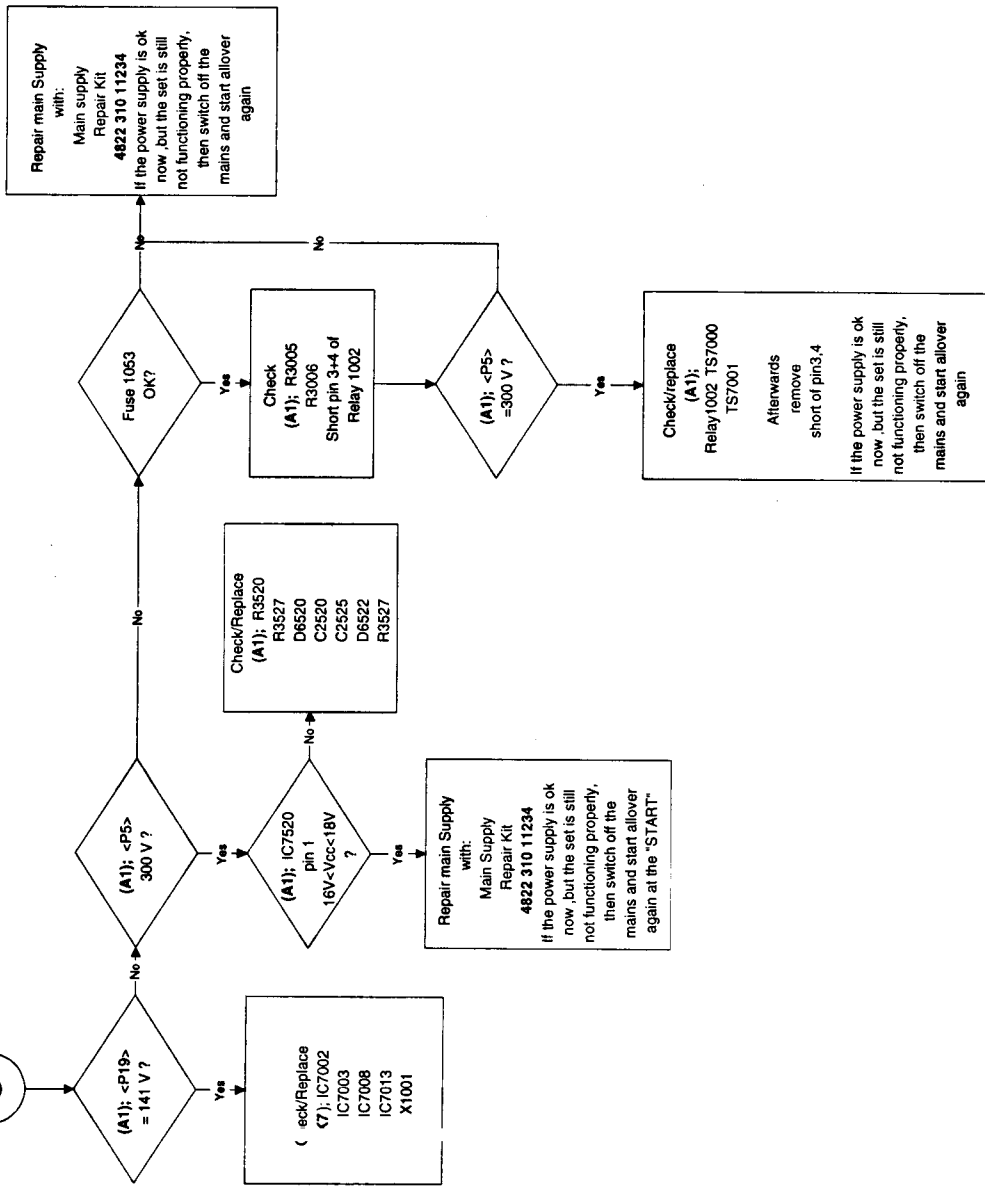 (A1); <P19>
= 141 V ?
No
Yes
eck/Replace
7); IC7002
IC7003
IC7008
IC7013
X1001
(A1); <P5>
300 V ?
No
Yes
(A1); IC7520
pin 1
16V<Vcc<18V
?
No
Yes
Check/Replace
(A1); R3520
R3527
D6520
C2520
C2525
D6522
R3527
Repair main Supply
with:
Main Supply
Repair Kit
4822 310 11234
If the power supply is ok
now ,but the set is still
not functioning properly,
then switch off the
mains and start allover
again at the "START"
Fuse 1053
OK?
No
Yes
Check
(A1); R3005
R3006
Short pin 3+4 of
Relay 1002
(A1); <P5>
=300 V ?
No
Yes
Check/replace
(A1);
Relay1002 TS7000
TS7001
Afterwards
remove
short of pin3,4
If the power supply is ok
now ,but the set is still
not functioning properly,
then switch off the
mains and start allover
again
Repair main Supply
with:
Main supply
Repair Kit
4822 310 11234
If the power supply is ok
now ,but the set is still
not functioning properly,
then switch off the
mains and start allover
again